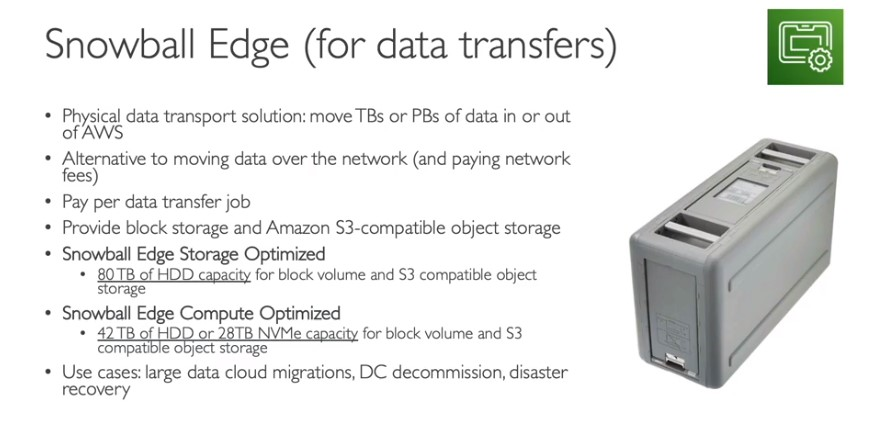 Snowball Edge (for data transfers)
• Physical data transport solution: move TBs or PBs of data in or out
of AWS
• Alternative to moving data over the network (and paying network
fees)
• Pay per data transfer job
• Provide block storage and Amazon S3-compatible object storage
• Snowball Edge Storage Optimized
• 80 TB of HDD capacity for block volume and S3 compatible object
storage
• Snowball Edge Compute Optimized
• 42 TB of HDD or 28TB NVMe capacity for block volume and S3
compatible object storage
• Use cases: large data cloud migrations, DC decommission, disaster
recovery